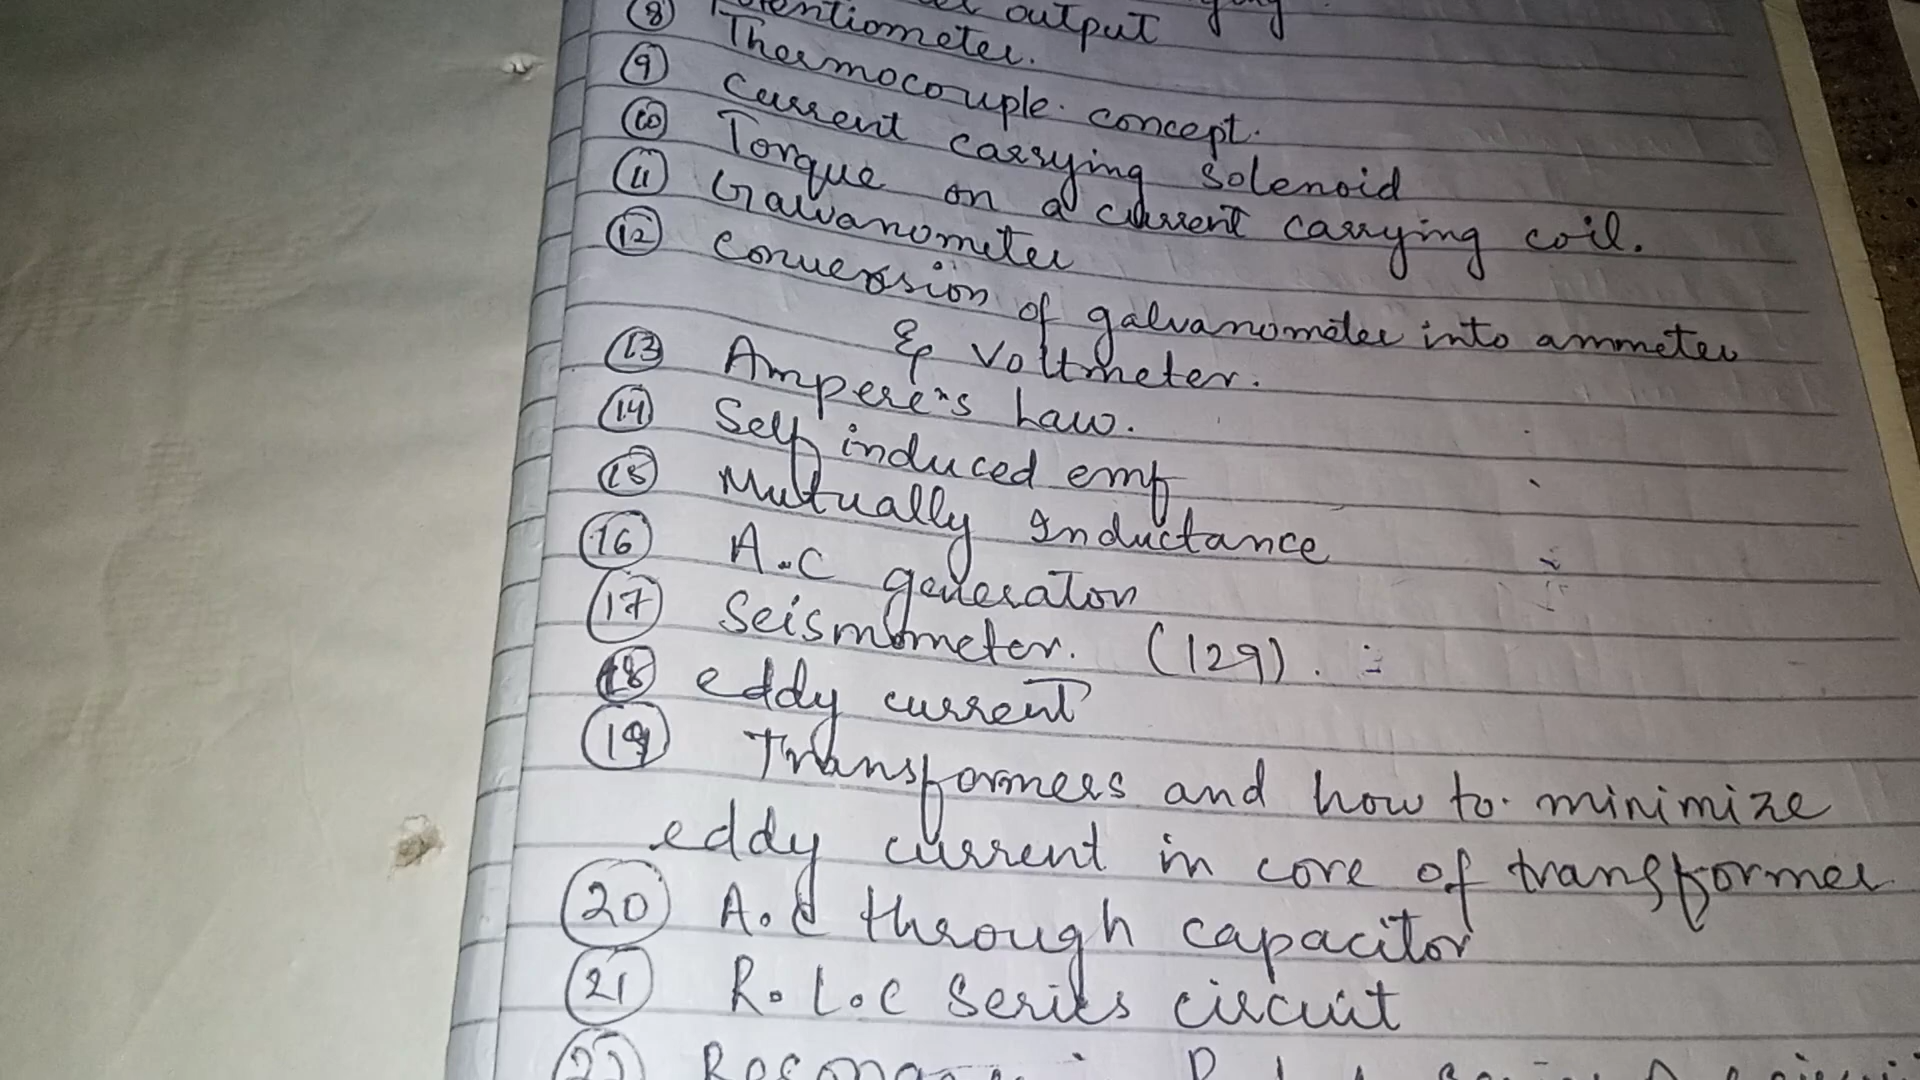 output
(8) Potentiometer.
(9) Thermocouple concept.
(10) Current carrying solenoid
(11) Torque on a current carrying coil.
(12) Galvanometer
Conversion of galvanometer into ammeter
& Voltmeter.
(13) Ampere's Law.
(14) Self induced emf
(15) Mutually Inductance
(16) A.C generator
(17) Seismometer. (129).
(18) eddy current
(19) Transformers and how to minimize
eddy current in core of transformer
(20) A.C through capacitor
(21) R.L.C Series circuit
(22)